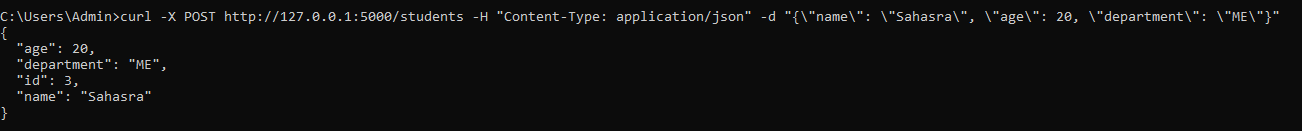 C:\Users\Admin>curl -X POST http://127.0.0.1:5000/students -H "Content-Type: application/json" -d "{\"name\": \"Sahasra\", \"age\": 20, \"department\": \"ME\"}"
{
  "age": 20,
  "department": "ME",
  "id": 3,
  "name": "Sahasra"
}